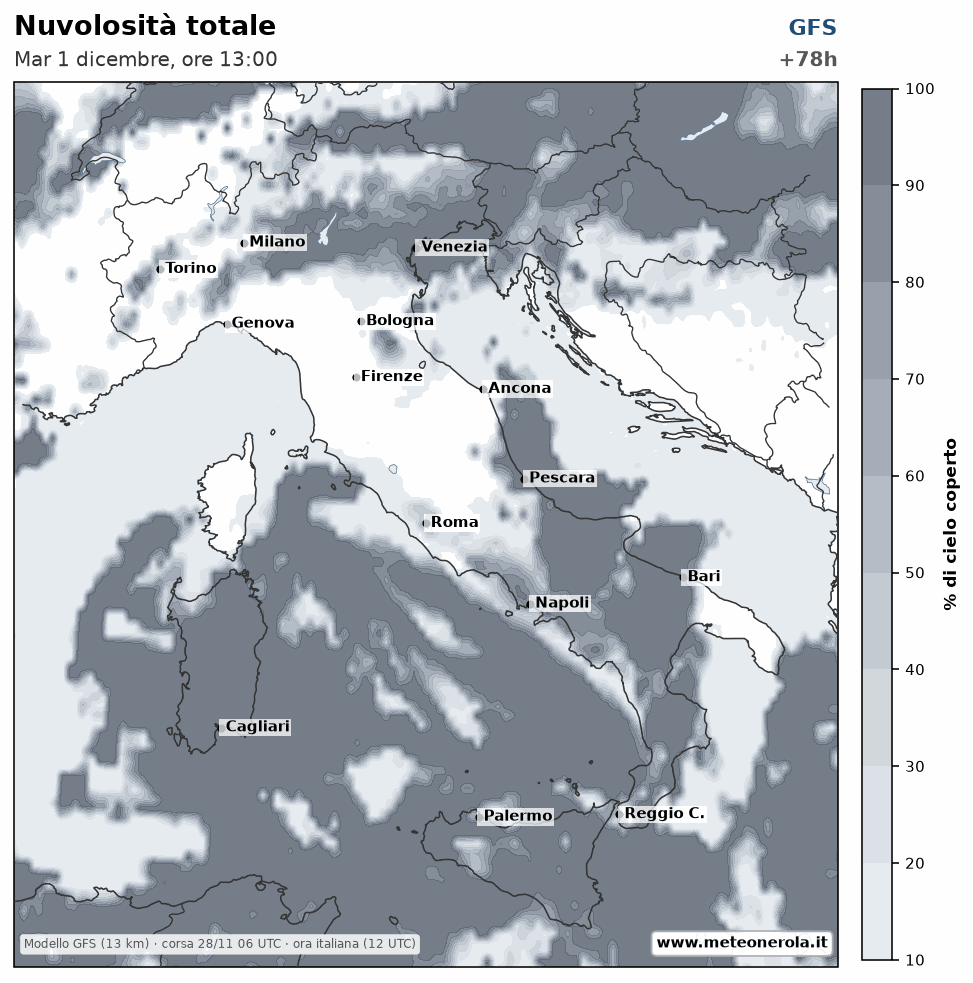 Nuvolosità totale
GFS
Mar 1 dicembre, ore 13:00
+78h
100
90
80
70
60
50
40
30
20
10
% di cielo coperto
Milano
Venezia
Torino
Genova
Bologna
Firenze
Ancona
Pescara
Roma
Bari
Napoli
Cagliari
Palermo
Reggio C.
Modello GFS (13 km) · corsa 28/11 06 UTC · ora italiana (12 UTC)
www.meteonerola.it